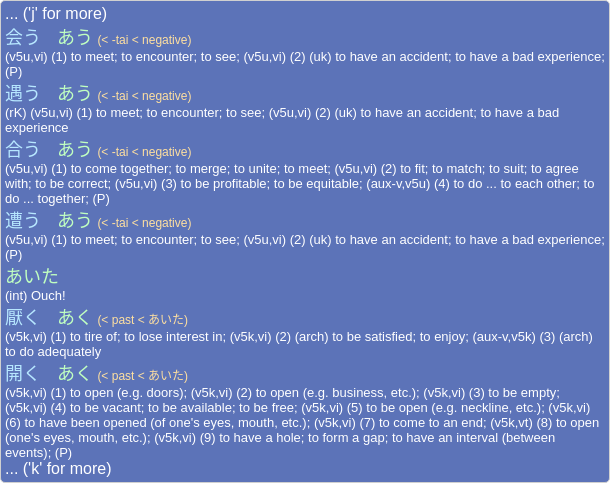 ... ('j' for more)
会う　あう (< -tai < negative)
(v5u,vi) (1) to meet; to encounter; to see; (v5u,vi) (2) (uk) to have an accident; to have a bad experience;
(P)
遇う　あう (< -tai < negative)
(rK) (v5u,vi) (1) to meet; to encounter; to see; (v5u,vi) (2) (uk) to have an accident; to have a bad
experience
合う　あう (< -tai < negative)
(v5u,vi) (1) to come together; to merge; to unite; to meet; (v5u,vi) (2) to fit; to match; to suit; to agree
with; to be correct; (v5u,vi) (3) to be profitable; to be equitable; (aux-v,v5u) (4) to do ... to each other; to
do ... together; (P)
遭う　あう (< -tai < negative)
(v5u,vi) (1) to meet; to encounter; to see; (v5u,vi) (2) (uk) to have an accident; to have a bad experience;
(P)
あいた
(int) Ouch!
厭く　あく (< past < あいた)
(v5k,vi) (1) to tire of; to lose interest in; (v5k,vi) (2) (arch) to be satisfied; to enjoy; (aux-v,v5k) (3) (arch)
to do adequately
開く　あく (< past < あいた)
(v5k,vi) (1) to open (e.g. doors); (v5k,vi) (2) to open (e.g. business, etc.); (v5k,vi) (3) to be empty;
(v5k,vi) (4) to be vacant; to be available; to be free; (v5k,vi) (5) to be open (e.g. neckline, etc.); (v5k,vi)
(6) to have been opened (of one's eyes, mouth, etc.); (v5k,vi) (7) to come to an end; (v5k,vt) (8) to open
(one's eyes, mouth, etc.); (v5k,vi) (9) to have a hole; to form a gap; to have an interval (between
events); (P)
... ('k' for more)